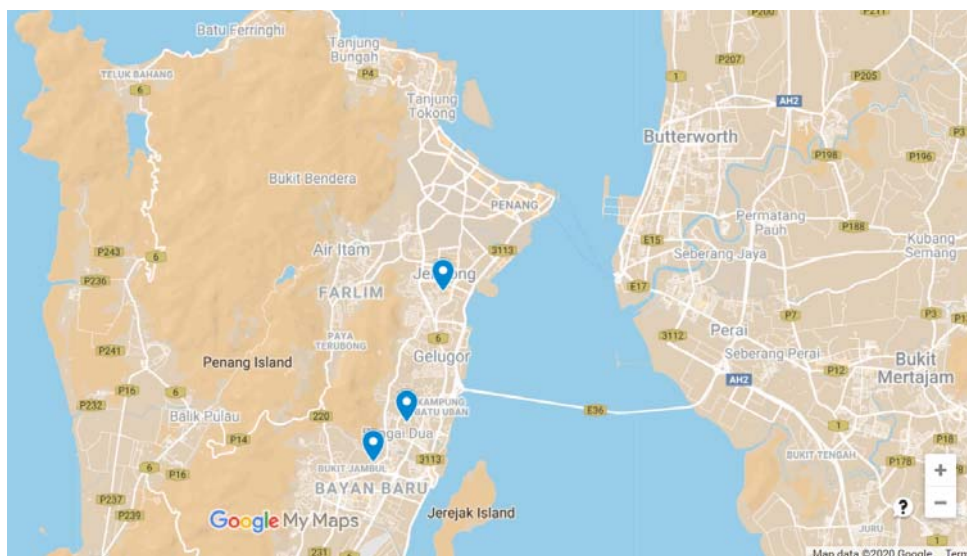 Batu Ferringhi
Tanjung
Bungah
P4
TELUK BAHANG
6
Tanjung
Tokong
Bukit Bendera
PENANG
Air Itam
3113
P243
6
P236
FARLIM
6
PAYA
TERUBONG
Gelugor
P241
Penang Island
P16
6
P232
Balik Pulau
220
KAMPUNG
BATU UBAN
P14
6
P16
BUKIT JAMBUL
3113
BAYAN BARU
P237
P239
Jerejak Island
231
Google My Maps
P200
P211
P207
1
P205
AH2
Butterworth
P198
P196
Permatang
Pauh
P188
E15
Seberang Jaya
Kubang
Semang
E17
3112
P7
P3
Perai
Seberang Perai
P12
Bukit
Mertajam
AH2
E36
1
BUKIT TENGAH
P18
P178
+
−
?
JURU
1
Map data ©2020 Google